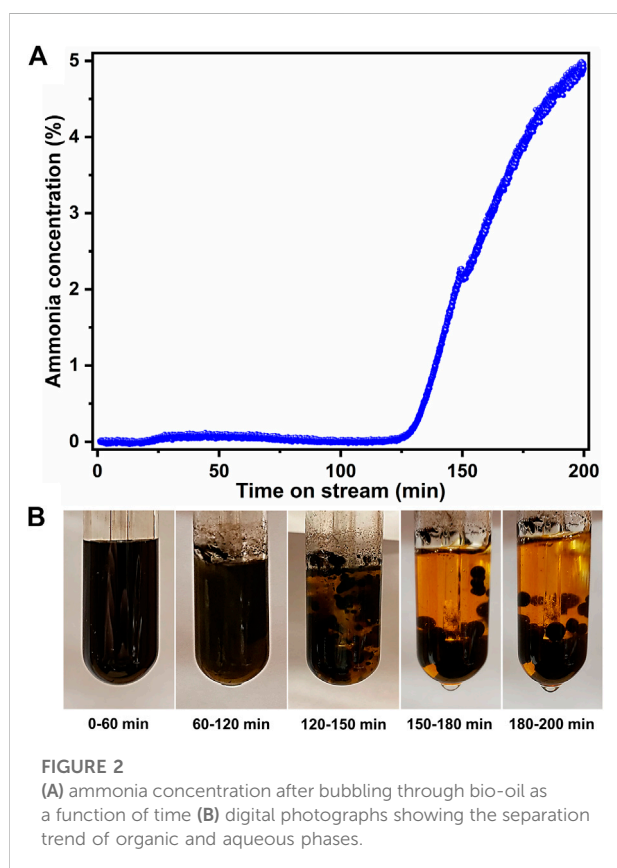 A
Ammonia concentration (%)
5
4
3
2
1
0
0
50
100
150
200
Time on stream (min)
B
0-60 min
60-120 min
120-150 min
150-180 min
180-200 min
FIGURE 2
(A) ammonia concentration after bubbling through bio-oil as
a function of time (B) digital photographs showing the separation
trend of organic and aqueous phases.